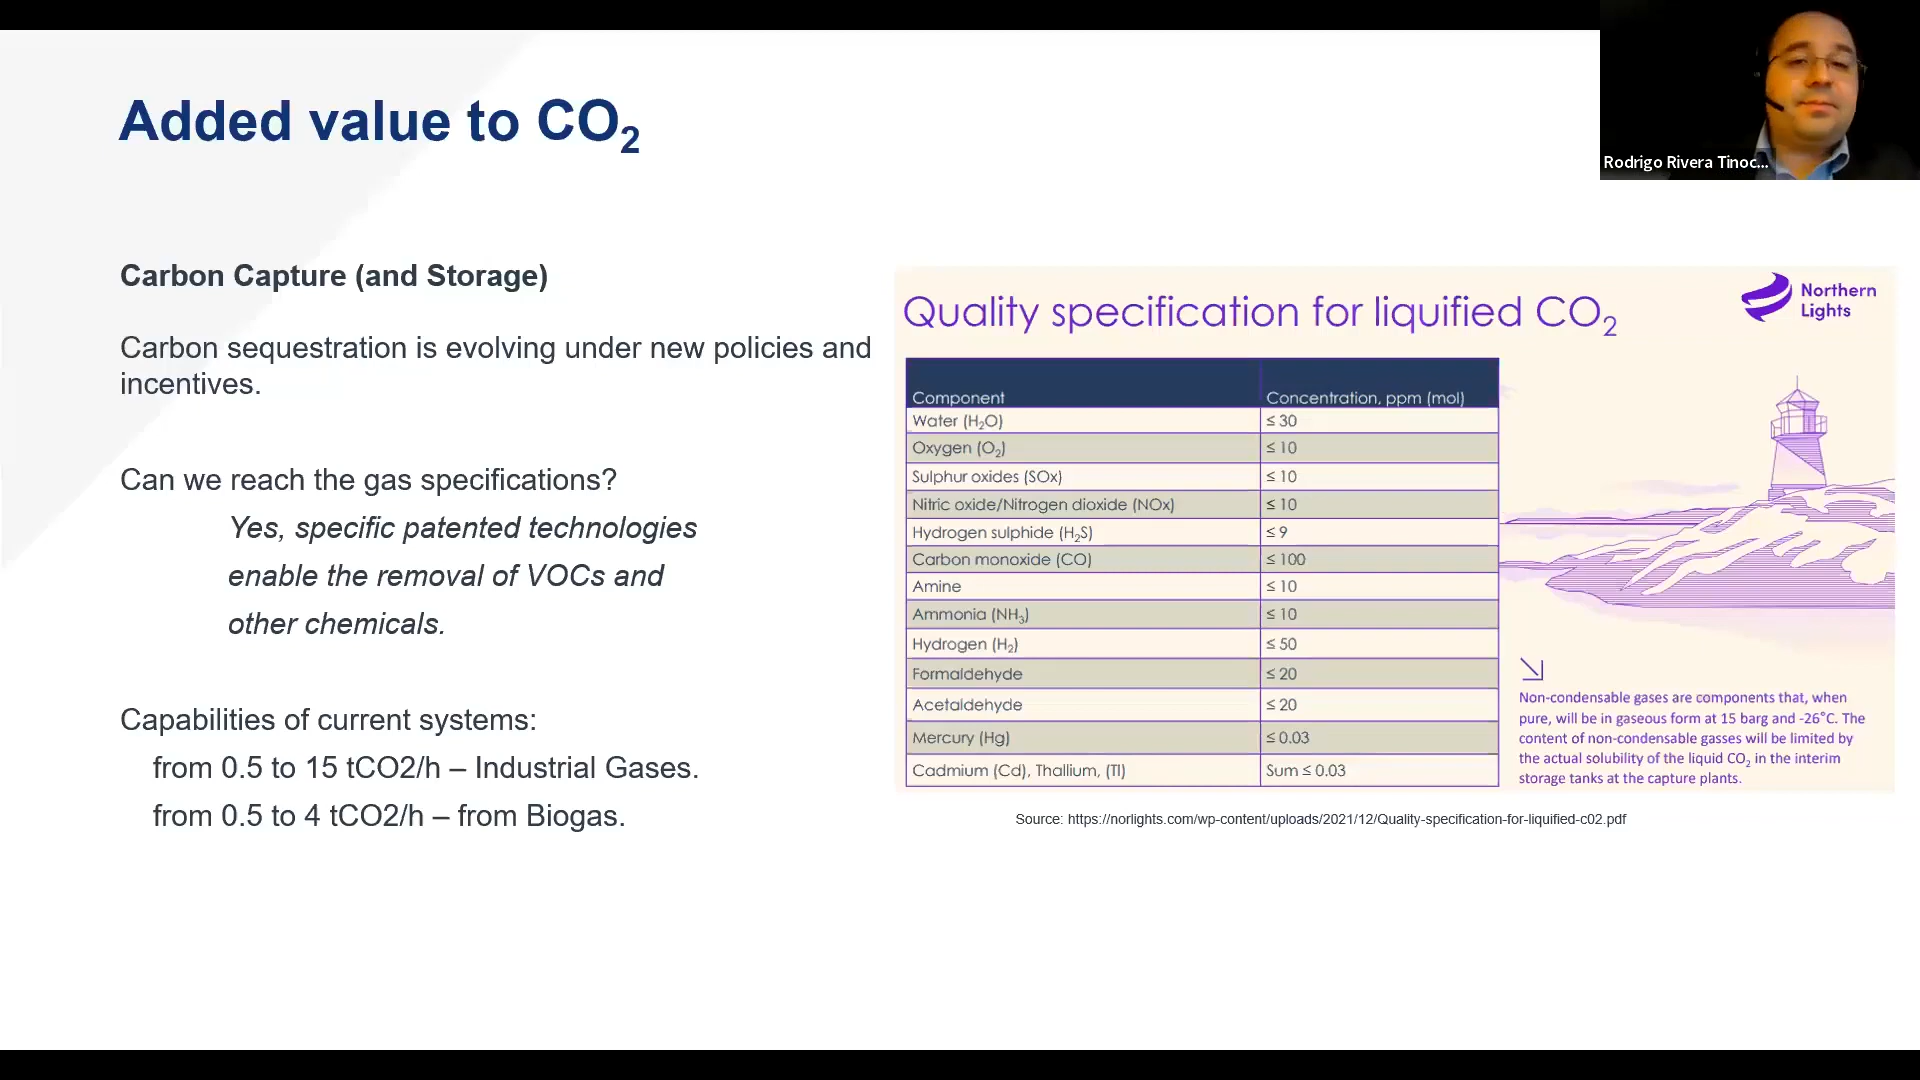 Added value to CO2
Rodrigo Rivera Tinoc...
Carbon Capture (and Storage)
Carbon sequestration is evolving under new policies and
incentives.
Can we reach the gas specifications?
Yes, specific patented technologies
enable the removal of VOCs and
other chemicals.
Capabilities of current systems:
from 0.5 to 15 tCO2/h – Industrial Gases.
from 0.5 to 4 tCO2/h – from Biogas.
Quality specification for liquified CO2
Northern
Lights
Component Concentration, ppm (mol)
Water (H2O) ≤ 30
Oxygen (O2) ≤ 10
Sulphur oxides (SOx) ≤ 10
Nitric oxide/Nitrogen dioxide (NOx) ≤ 10
Hydrogen sulphide (H2S) ≤ 9
Carbon monoxide (CO) ≤ 100
Amine ≤ 10
Ammonia (NH3) ≤ 10
Hydrogen (H2) ≤ 50
Formaldehyde ≤ 20
Acetaldehyde ≤ 20
Mercury (Hg) ≤ 0.03
Cadmium (Cd), Thallium, (Tl) Sum ≤ 0.03
Non-condensable gases are components that, when
pure, will be in gaseous form at 15 barg and -26°C. The
content of non-condensable gasses will be limited by
the actual solubility of the liquid CO2 in the interim
storage tanks at the capture plants.
Source: https://norlights.com/wp-content/uploads/2021/12/Quality-specification-for-liquified-c02.pdf